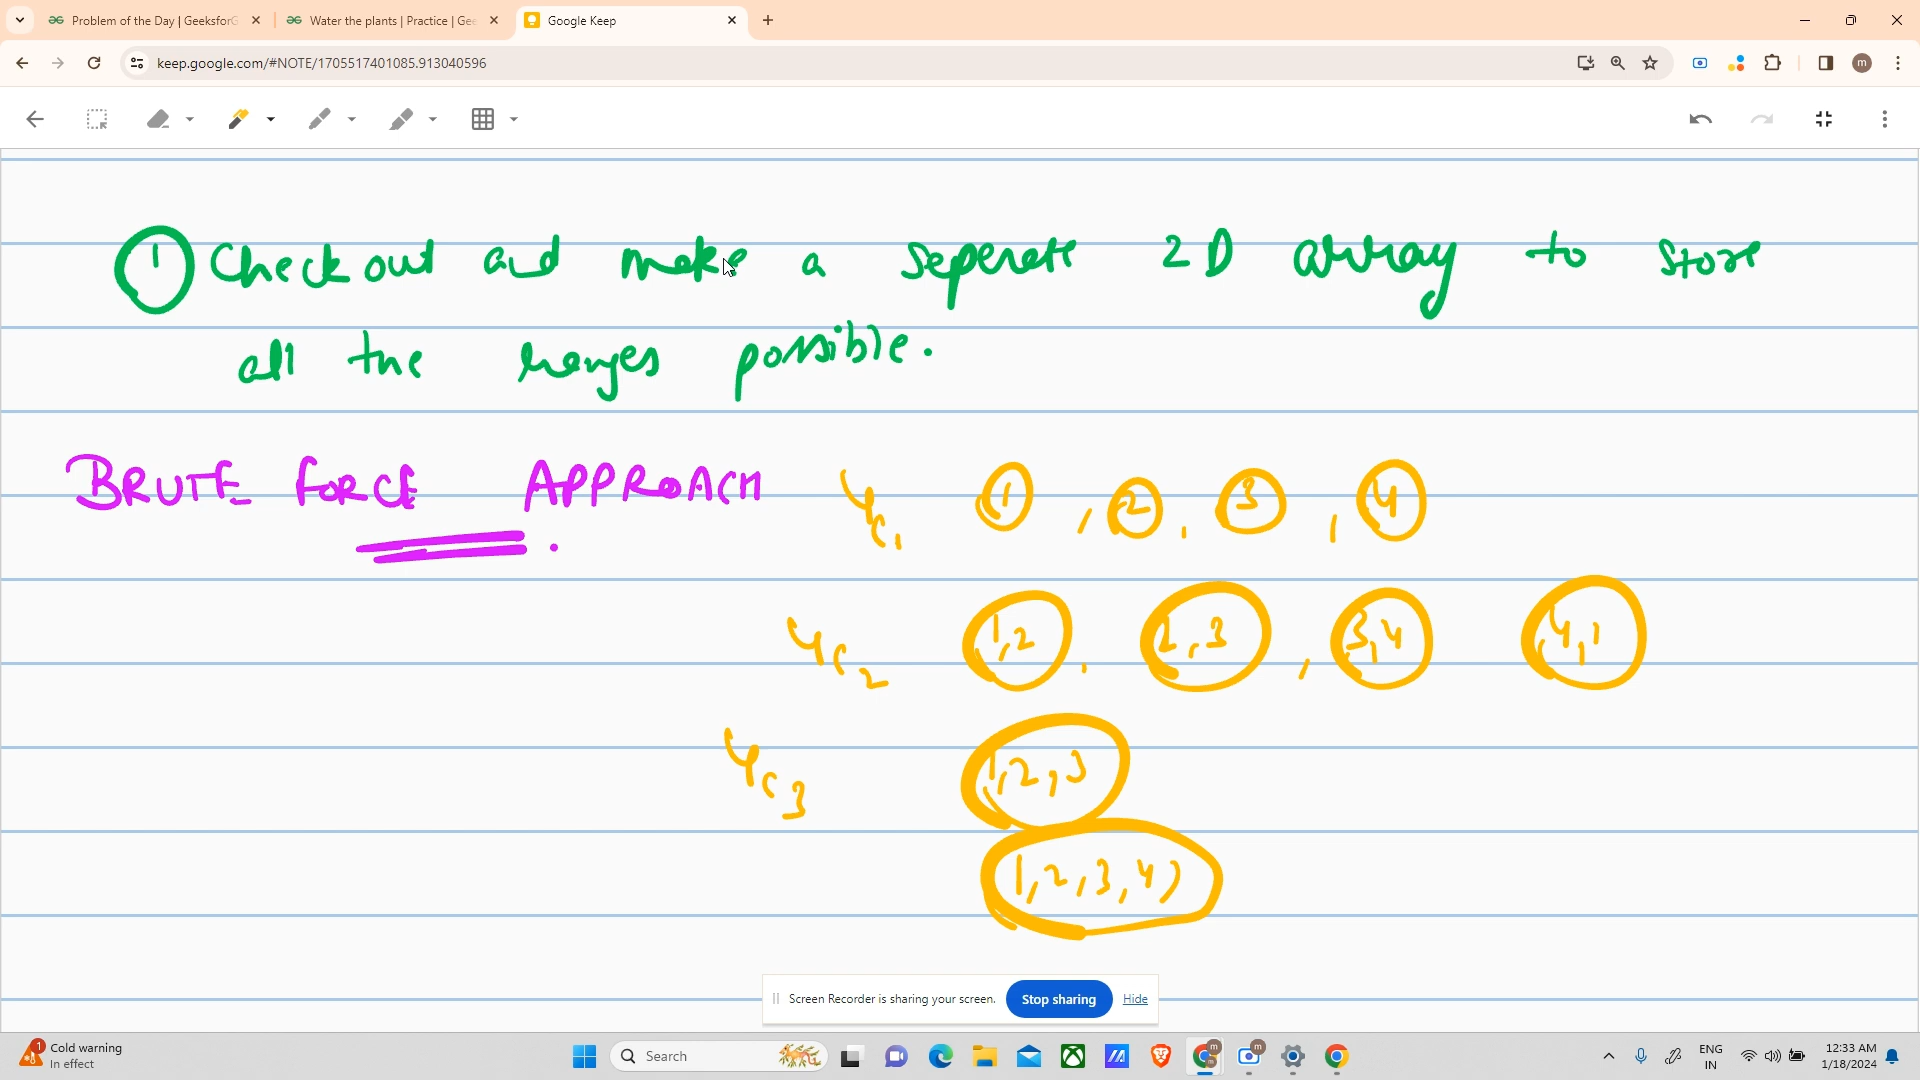 Problem of the Day | GeeksforG
Water the plants | Practice | Gee
Google Keep
keep.google.com/#NOTE/1705517401085.913040596
m
1 Check out and make a seperate 2D array to store
all the ranges possible.
BRUTE FORCE APPROACH
4C1 1 , 2 , 3 , 4
4C2 1,2 , 2,3 , 3,4 4,1
4C3 1,2,3
1,2,3,4)
Screen Recorder is sharing your screen. Stop sharing Hide
1 Cold warning
In effect
Search
m
m
ENG
IN
12:33 AM
1/18/2024